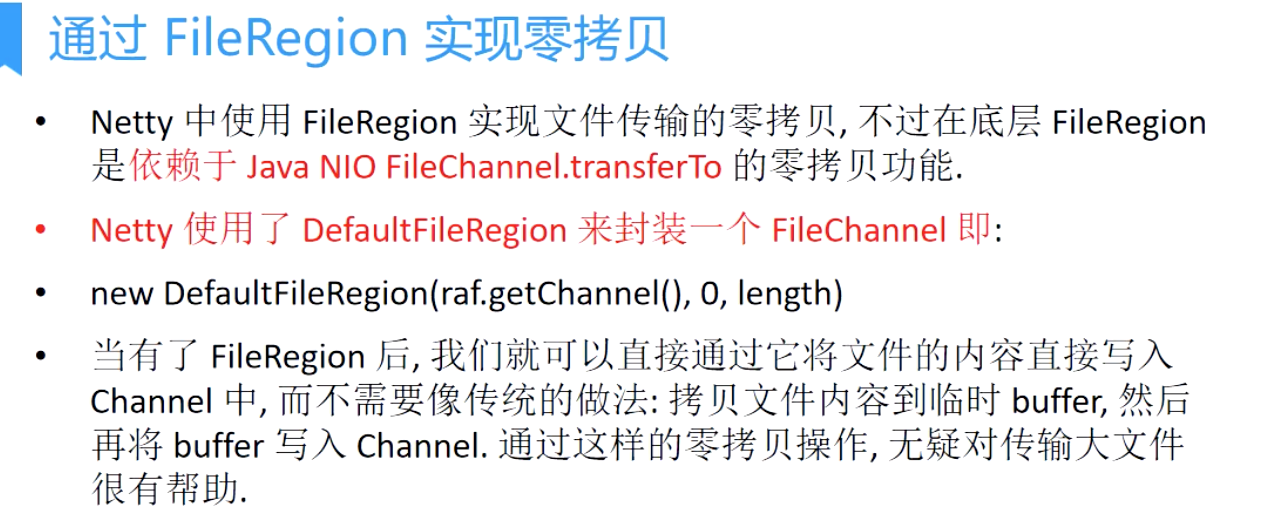 通过 FileRegion 实现零拷贝
• Netty 中使用 FileRegion 实现文件传输的零拷贝, 不过在底层 FileRegion
是依赖于 Java NIO FileChannel.transferTo 的零拷贝功能.
• Netty 使用了 DefaultFileRegion 来封装一个 FileChannel 即:
• new DefaultFileRegion(raf.getChannel(), 0, length)
• 当有了 FileRegion 后, 我们就可以直接通过它将文件的内容直接写入
Channel 中, 而不需要像传统的做法: 拷贝文件内容到临时 buffer, 然后
再将 buffer 写入 Channel. 通过这样的零拷贝操作, 无疑对传输大文件
很有帮助.